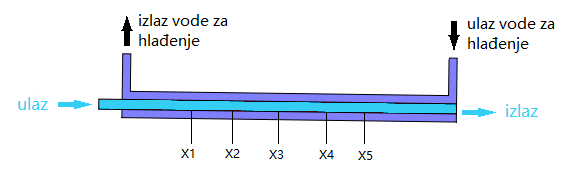 izlaz vode za
hlađenje
ulaz vode za
hlađenje
ulaz
izlaz
X1 X2 X3 X4 X5